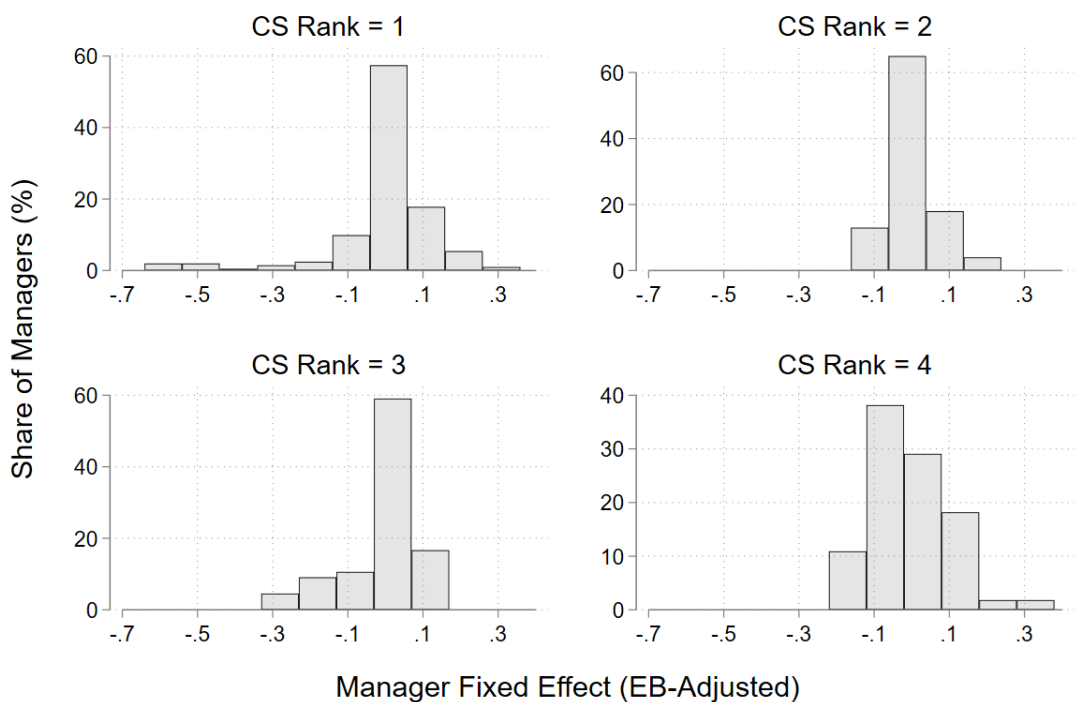 CS Rank = 1
CS Rank = 2
60
40
20
0
-.7 -.5 -.3 -.1 .1 .3
60
40
20
0
-.7 -.5 -.3 -.1 .1 .3
CS Rank = 3
CS Rank = 4
60
40
20
0
-.7 -.5 -.3 -.1 .1 .3
40
30
20
10
0
-.7 -.5 -.3 -.1 .1 .3
Share of Managers (%)
Manager Fixed Effect (EB-Adjusted)